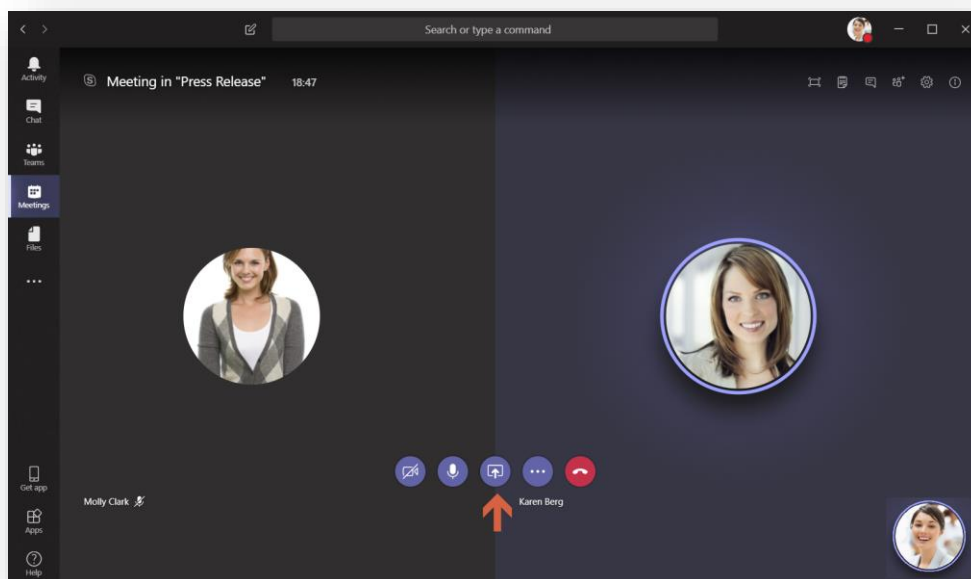 Search or type a command
Activity
Meeting in "Press Release" 18:47
Chat
Teams
Meetings
Files
Get app
Molly Clark
Karen Berg
Apps
Help